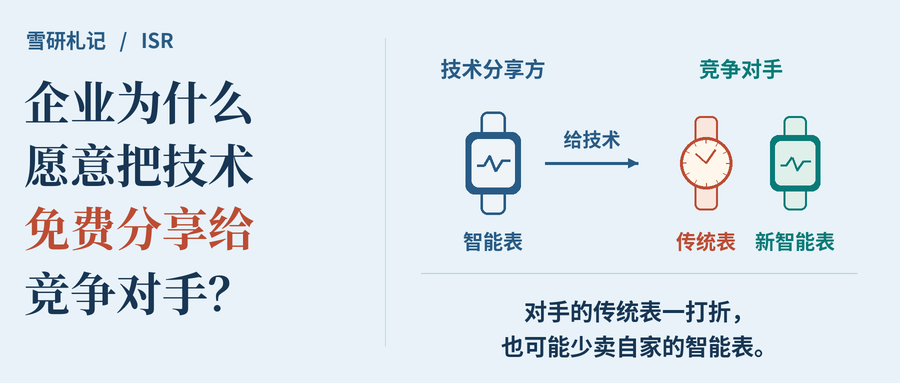 雪研札记 / ISR
企业为什么
愿意把技术
免费分享给
竞争对手？
技术分享方
竞争对手
给技术
智能表
传统表
新智能表
对手的传统表一打折，
也可能少卖自家的智能表。